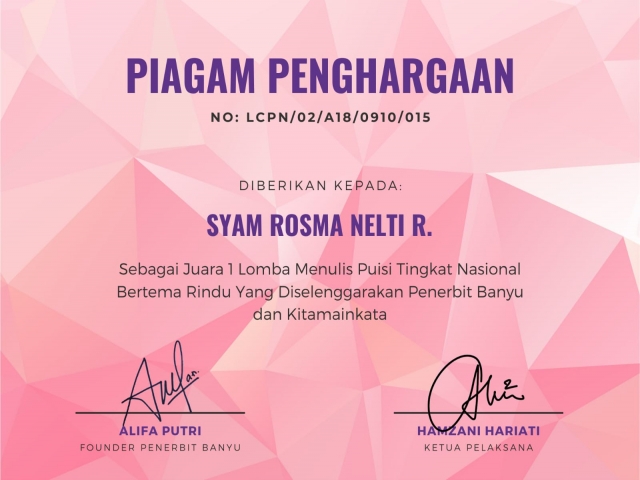 PIAGAM PENGHARGAAN
NO: LCPN/02/A18/0910/015
DIBERIKAN KEPADA:
SYAM ROSMA NELTI R.
Sebagai Juara 1 Lomba Menulis Puisi Tingkat Nasional
Bertema Rindu Yang Diselenggarakan Penerbit Banyu
dan Kitamainkata
ALIFA PUTRI
FOUNDER PENERBIT BANYU
HAMZANI HARIATI
KETUA PELAKSANA